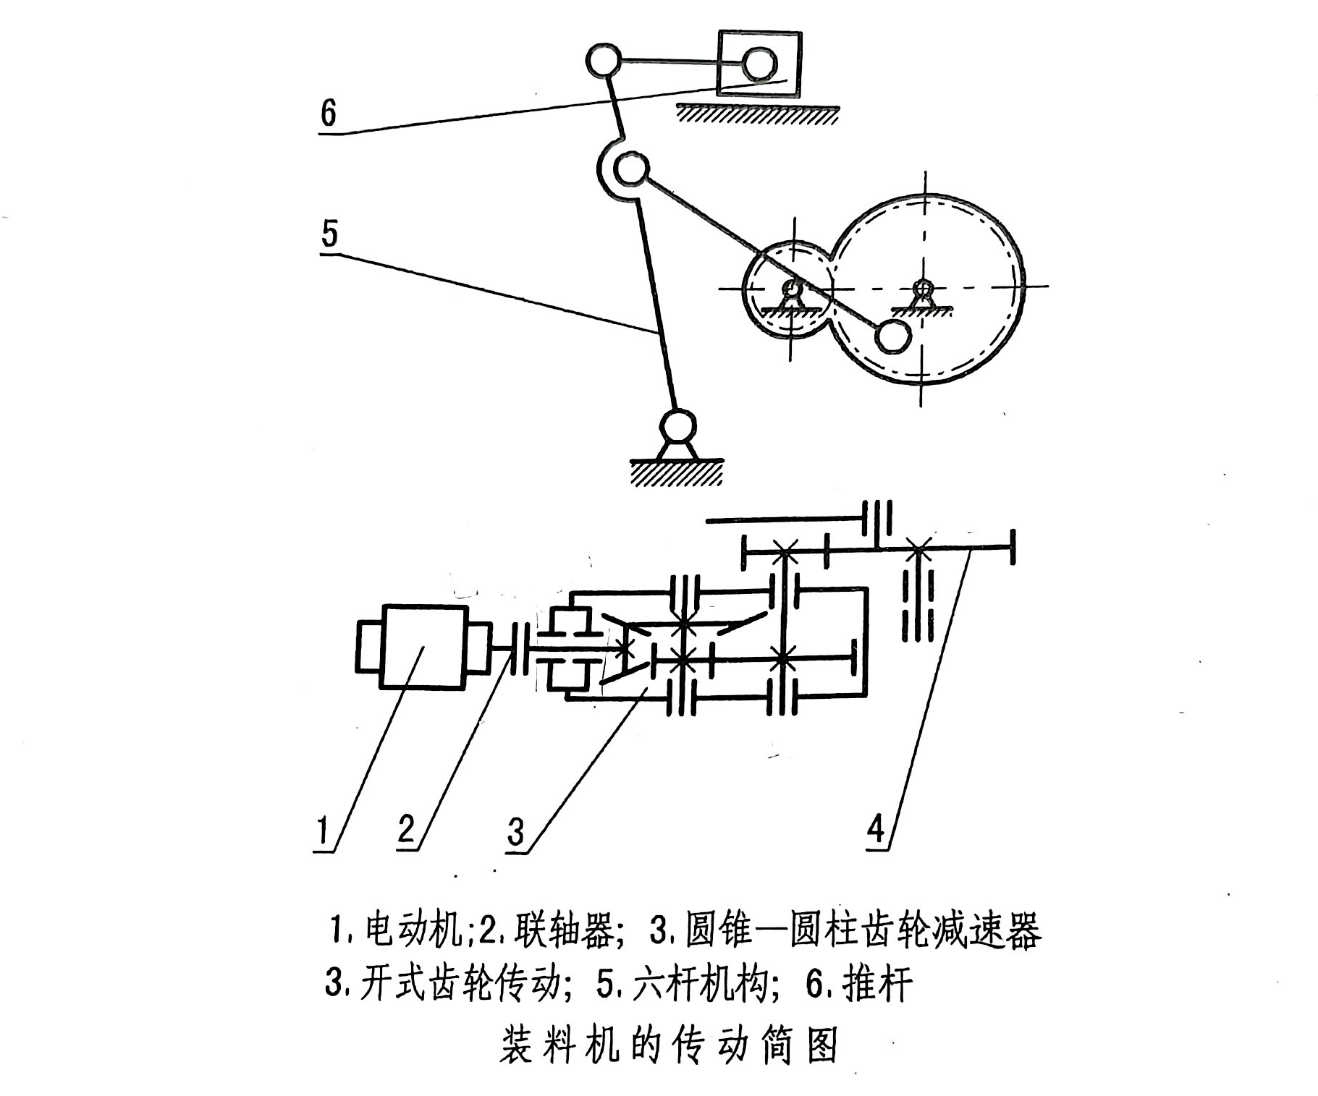 6
5
1 2 3 4
1.电动机;2.联轴器; 3.圆锥—圆柱齿轮减速器
3.开式齿轮传动; 5.六杆机构; 6.推杆
装料机的传动简图